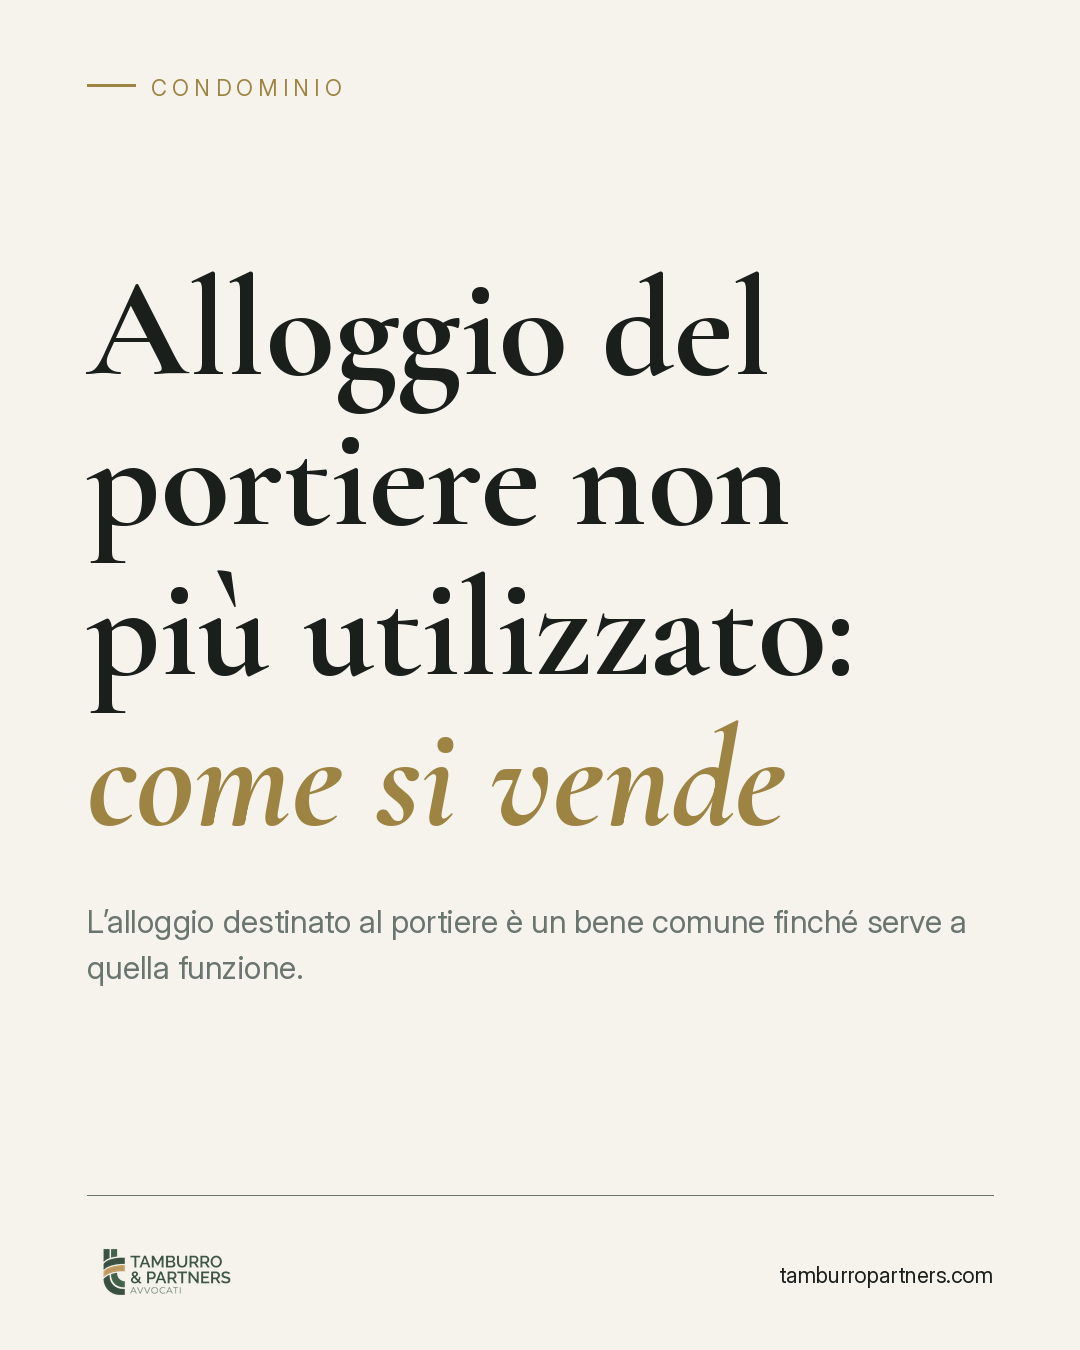 CONDOMINIO
Alloggio del
portiere non
più utilizzato:
come si vende
L’alloggio destinato al portiere è un bene comune finché serve a
quella funzione.
TAMBURRO
& PARTNERS
AVVOCATI
tamburropartners.com